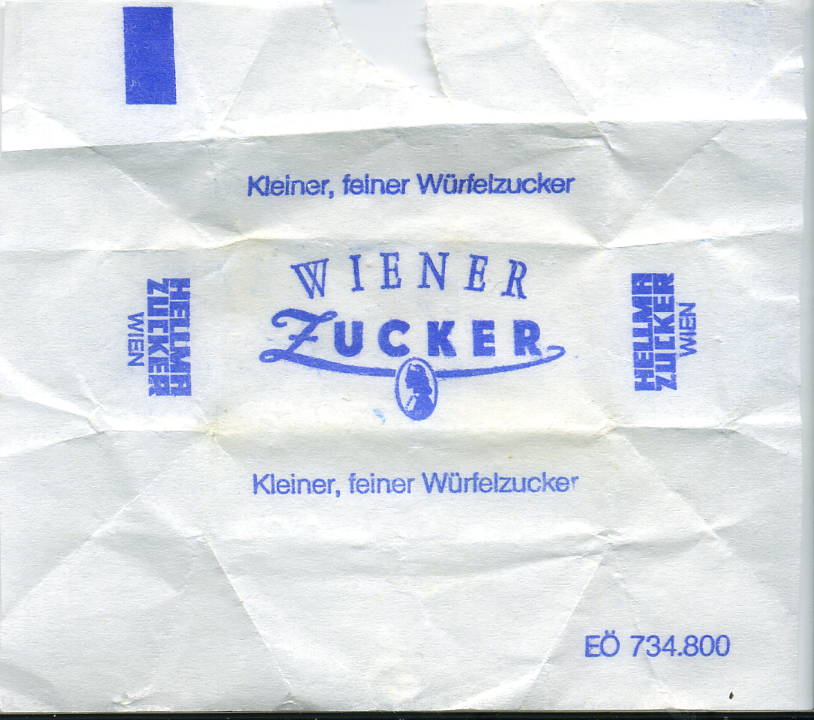 Kleiner, feiner Würfelzucker
WIENER
ZUCKER
HELLMA
ZUCKER
WIEN
HELLMA
ZUCKER
WIEN
Kleiner, feiner Würfelzucker
EÖ 734.800